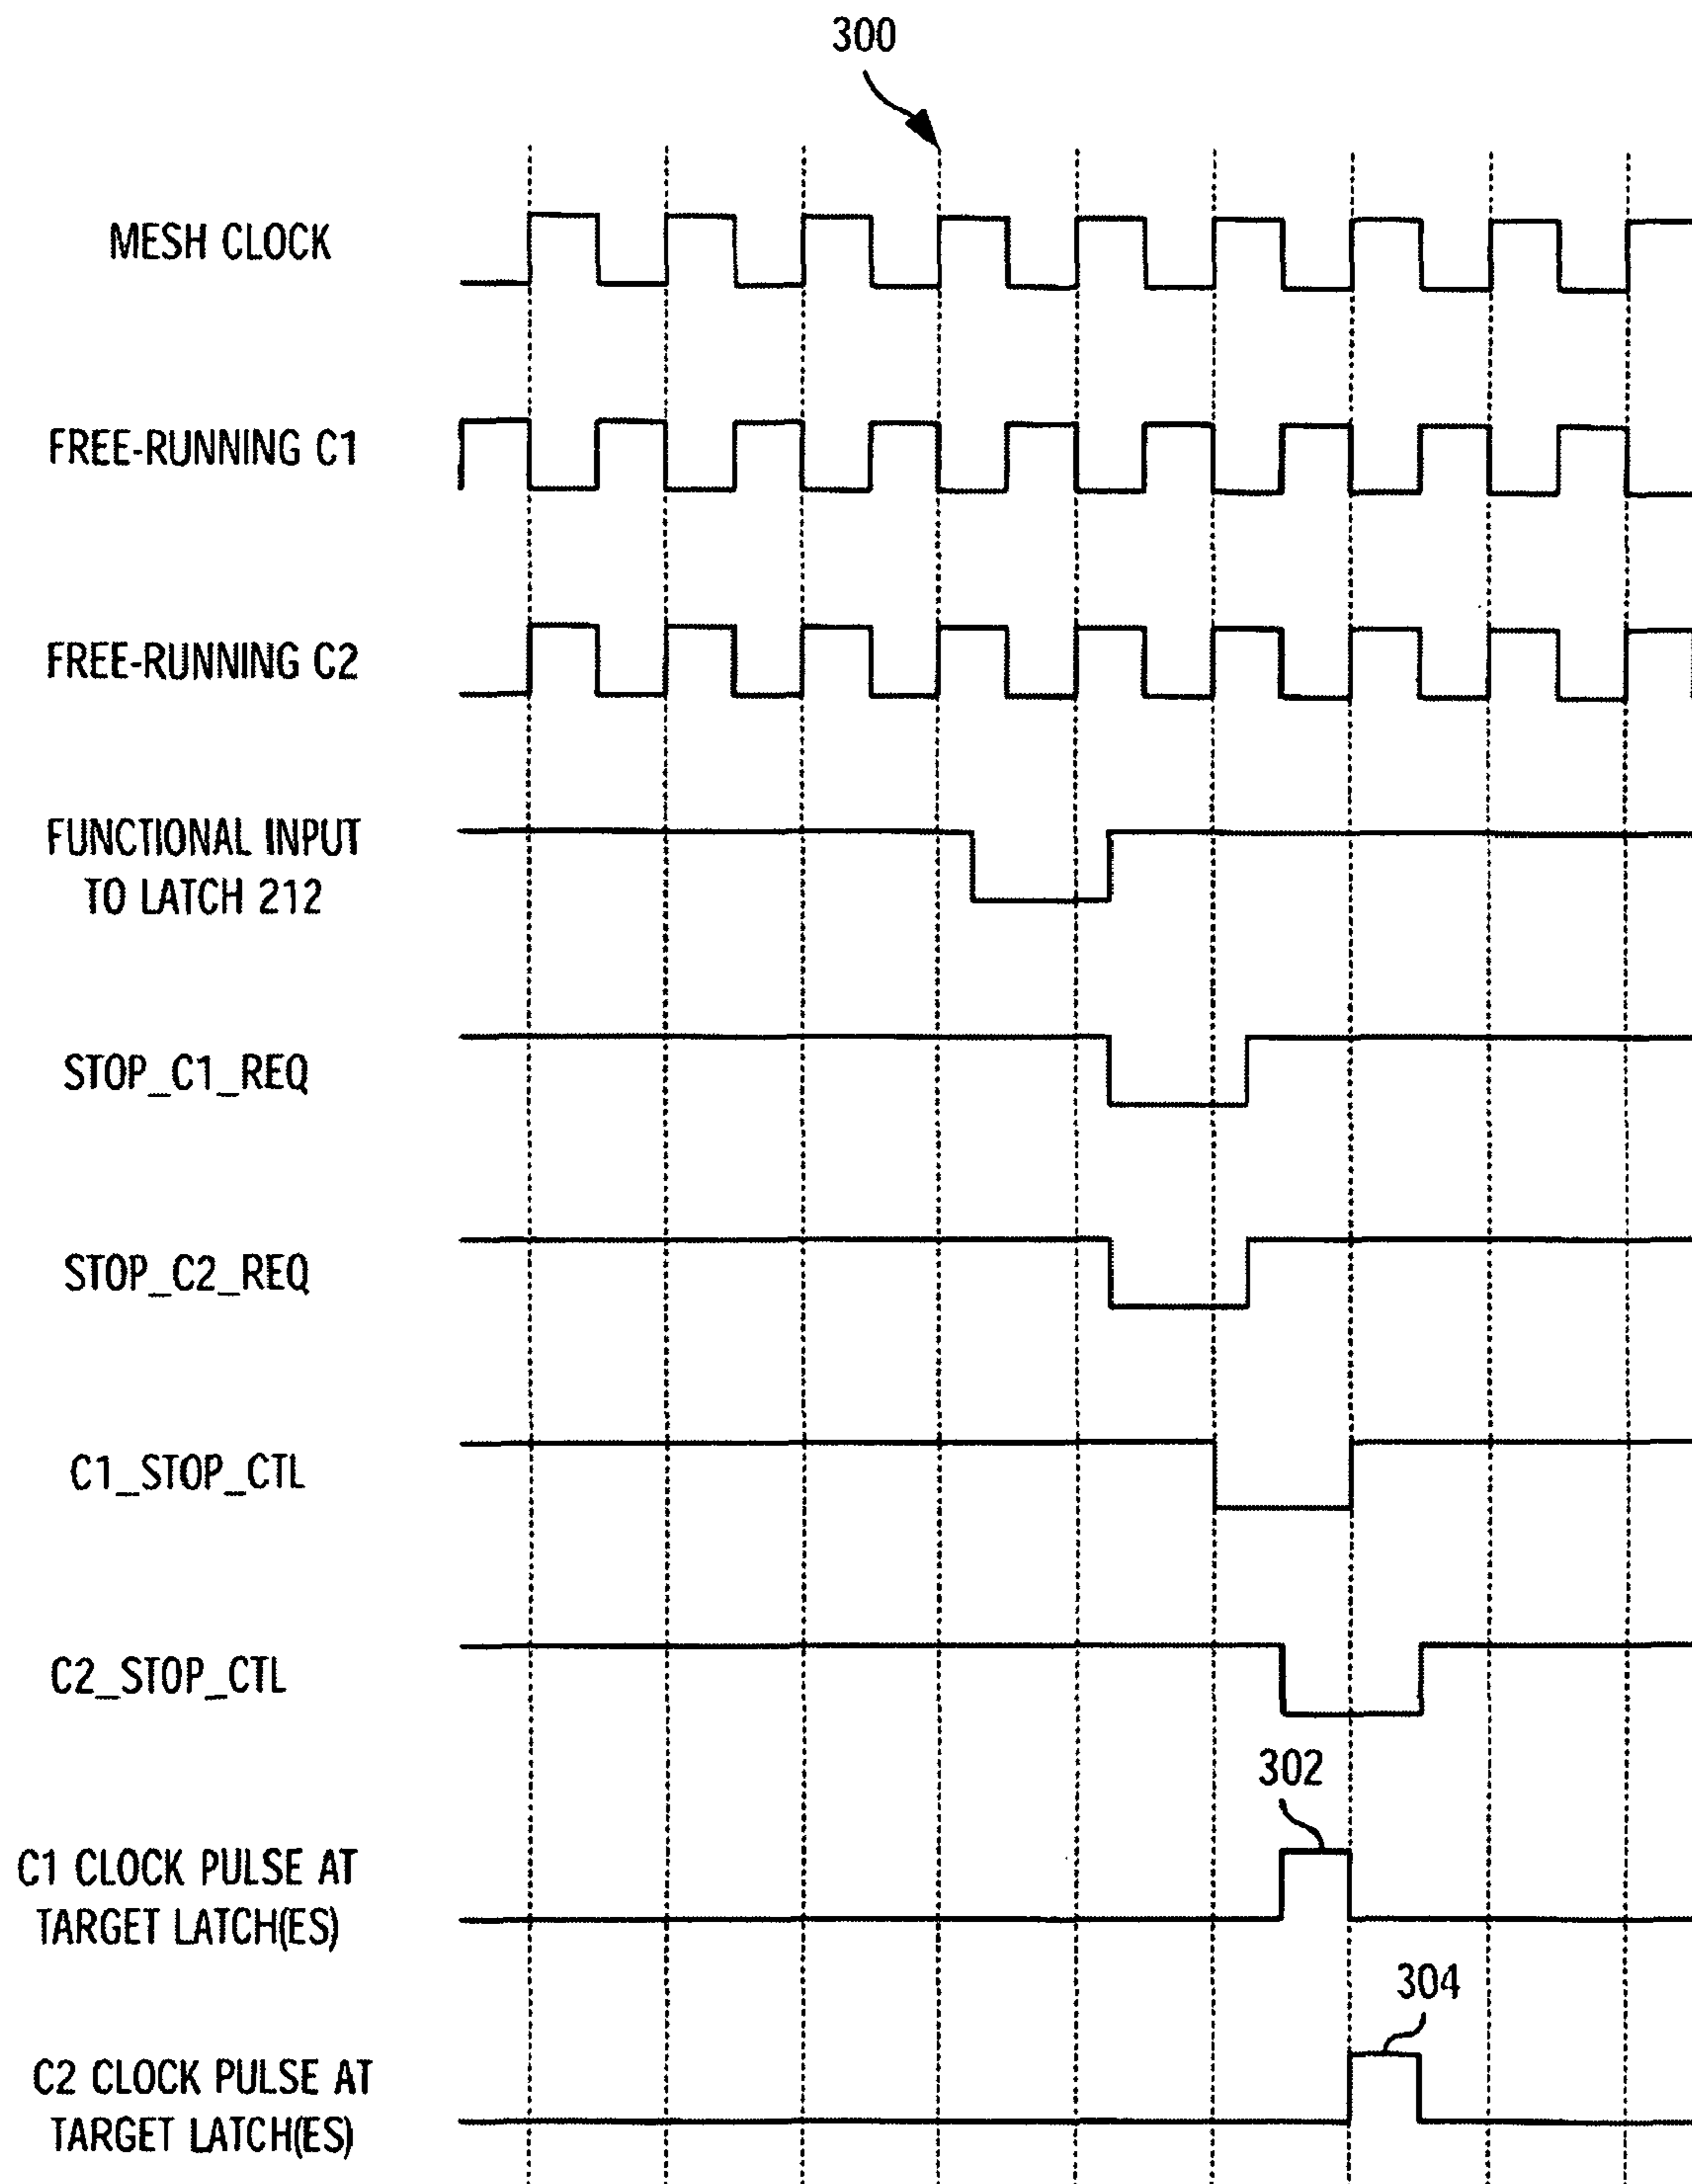 300
MESH CLOCK
FREE-RUNNING C1
FREE-RUNNING C2
FUNCTIONAL INPUT
TO LATCH 212
STOP_C1_REQ
STOP_C2_REQ
C1_STOP_CTL
C2_STOP_CTL
302
C1 CLOCK PULSE AT
TARGET LATCH(ES)
304
C2 CLOCK PULSE AT
TARGET LATCH(ES)